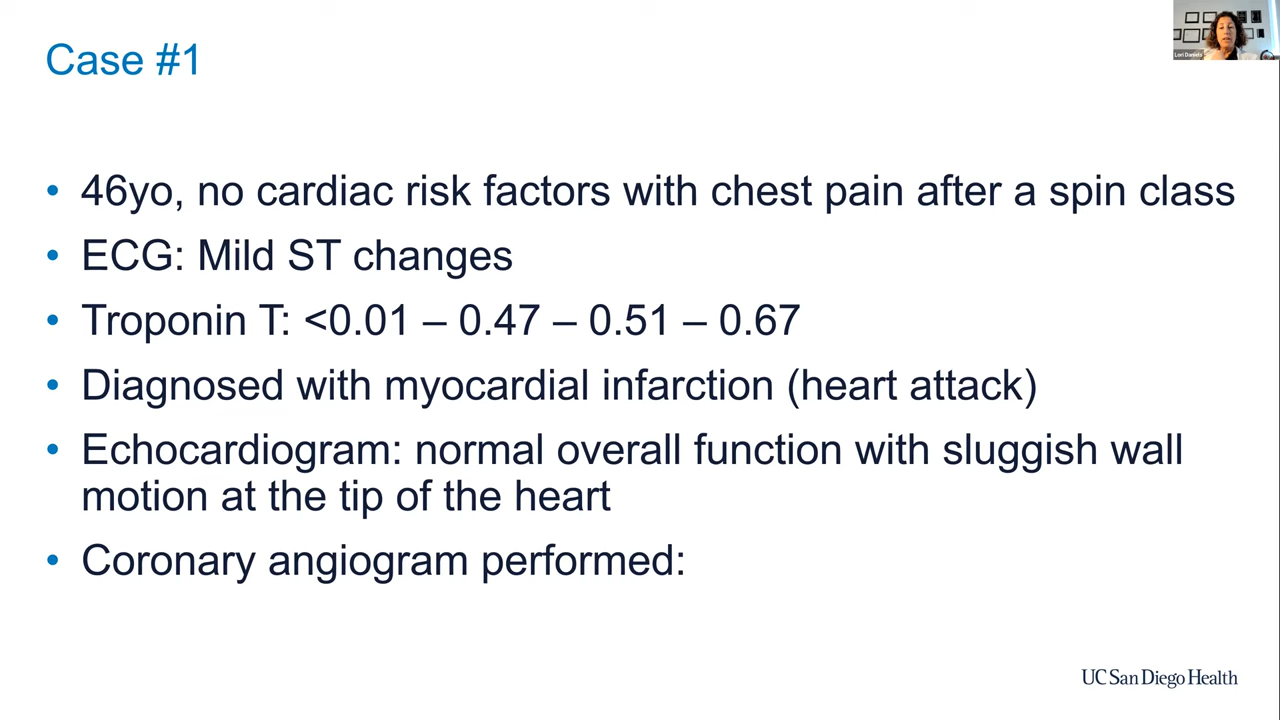 Case #1
Lori Daniels
• 46yo, no cardiac risk factors with chest pain after a spin class
• ECG: Mild ST changes
• Troponin T: <0.01 – 0.47 – 0.51 – 0.67
• Diagnosed with myocardial infarction (heart attack)
• Echocardiogram: normal overall function with sluggish wall
motion at the tip of the heart
• Coronary angiogram performed:
UC San Diego Health